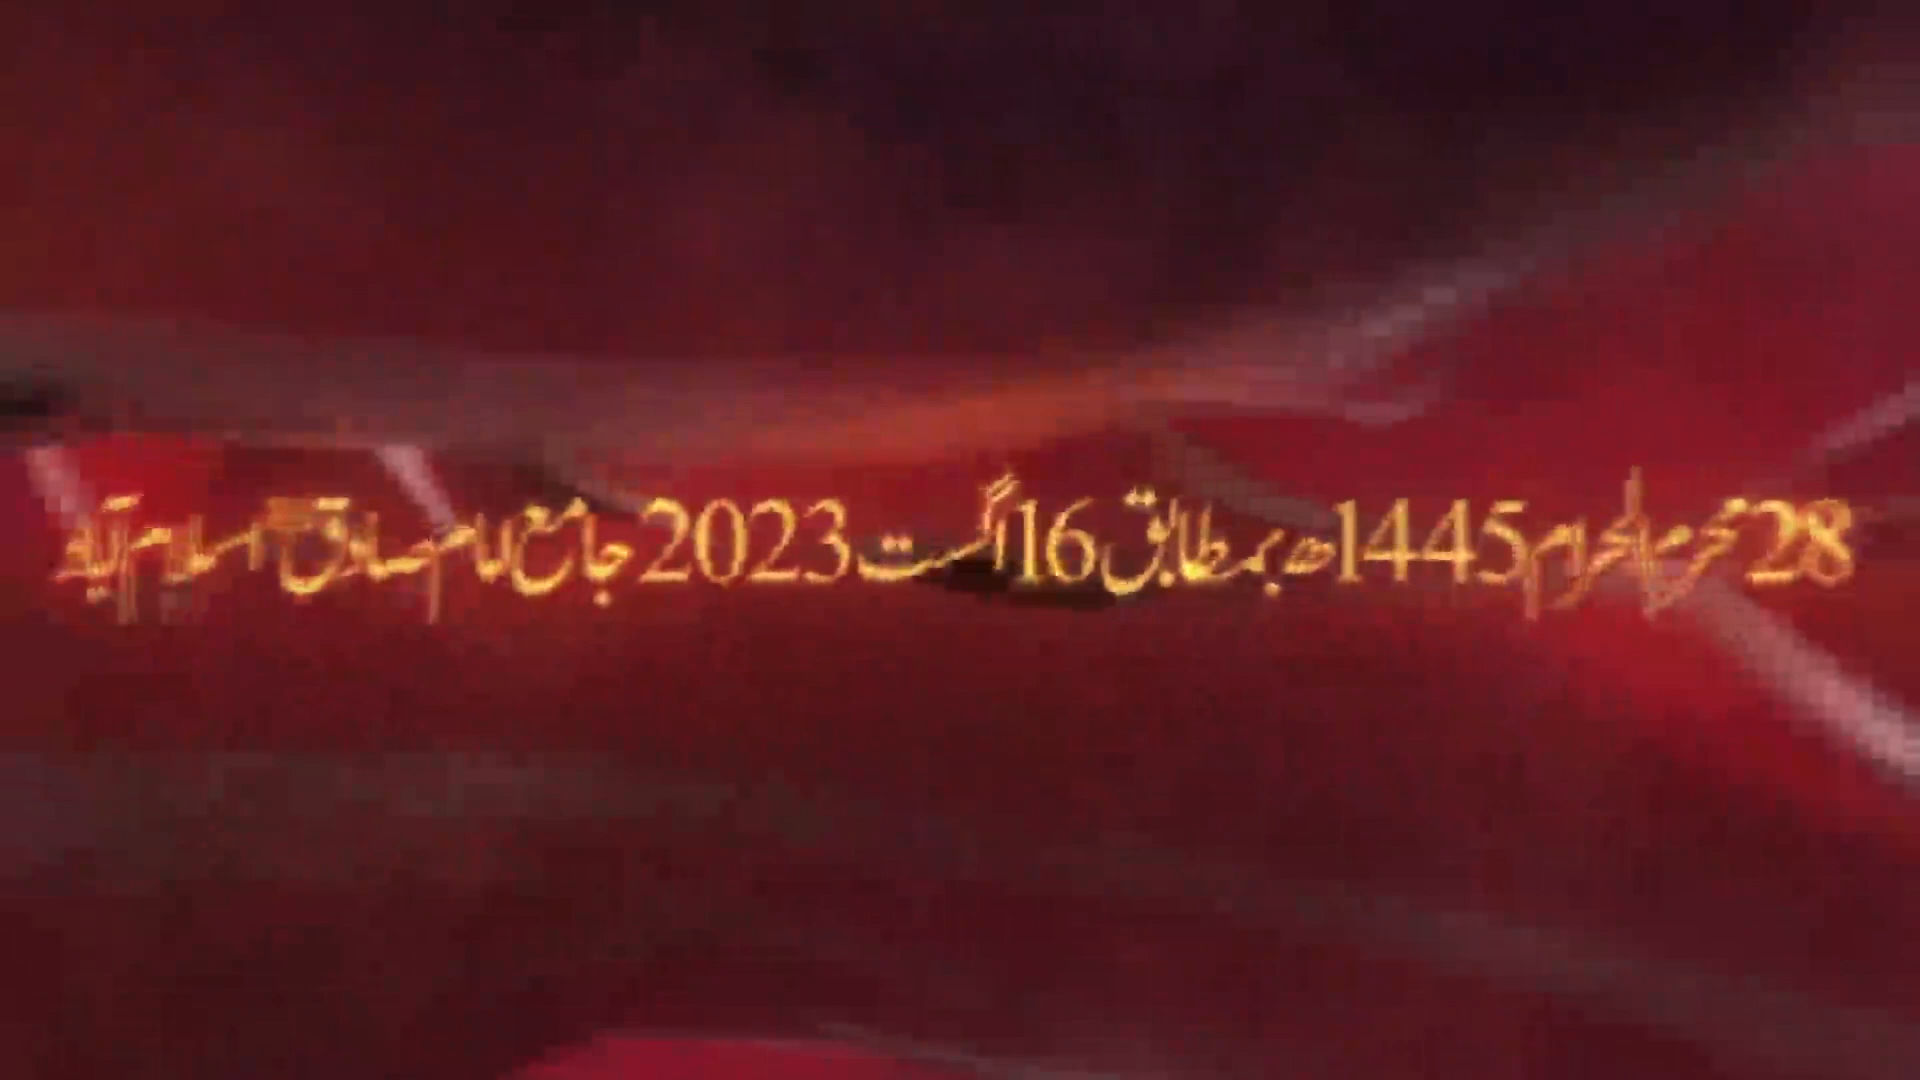 28 محرم الحرام 1445ھ بمطابق 16 اگست 2023 جامع امام صادق اسلام آباد